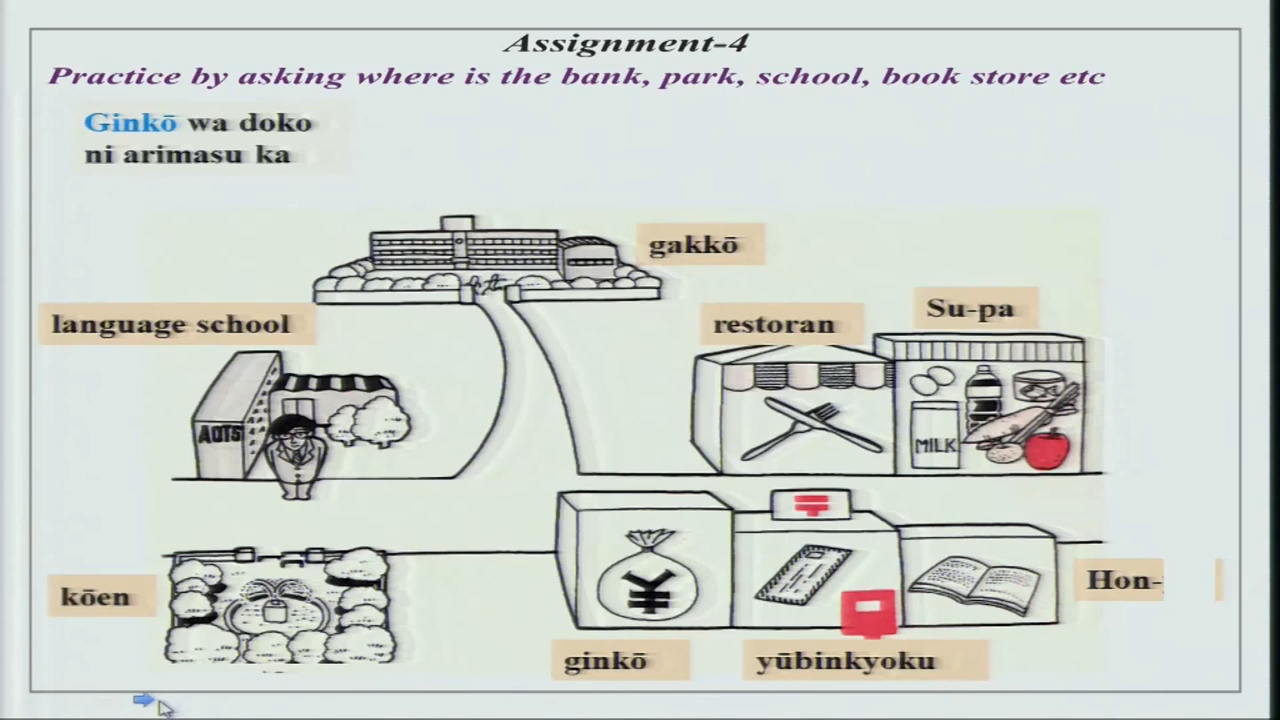 Assignment-4
Practice by asking where is the bank, park, school, book store etc
Ginkō wa doko
ni arimasu ka
gakkō
language school
restoran
Su-pa
AOTS
MILK
¥
〒
kōen
Hon-
ginkō
yūbinkyoku